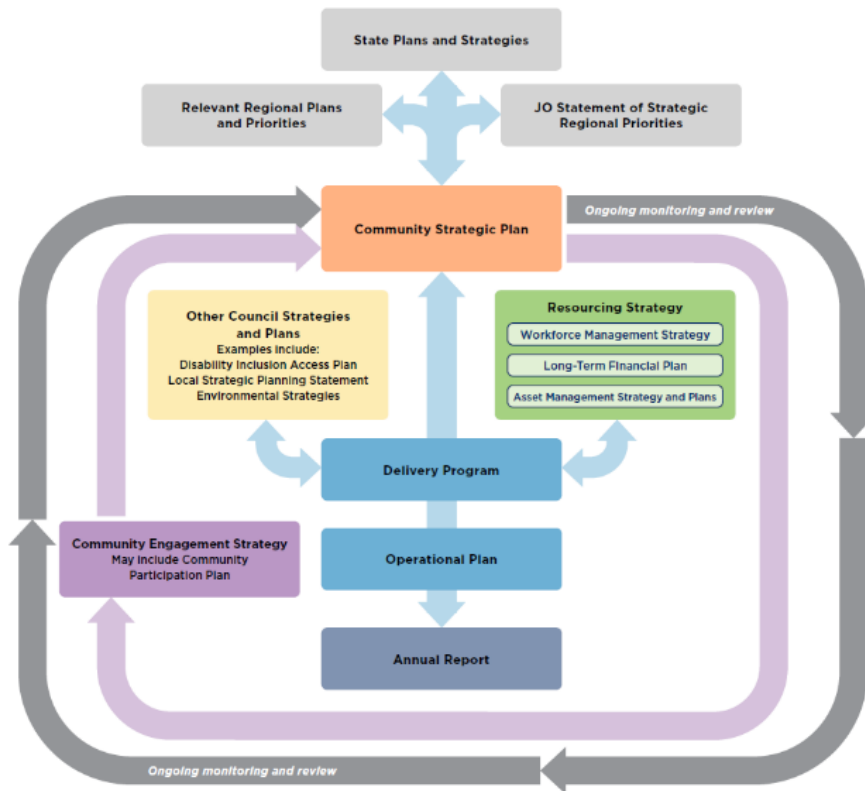 State Plans and Strategies
Relevant Regional Plans
and Priorities
JO Statement of Strategic
Regional Priorities
Community Strategic Plan
Ongoing monitoring and review
Other Council Strategies
and Plans
Examples include:
Disability Inclusion Access Plan
Local Strategic Planning Statement
Environmental Strategies
Resourcing Strategy
Workforce Management Strategy
Long-Term Financial Plan
Asset Management Strategy and Plans
Delivery Program
Community Engagement Strategy
May include Community
Participation Plan
Operational Plan
Annual Report
Ongoing monitoring and review